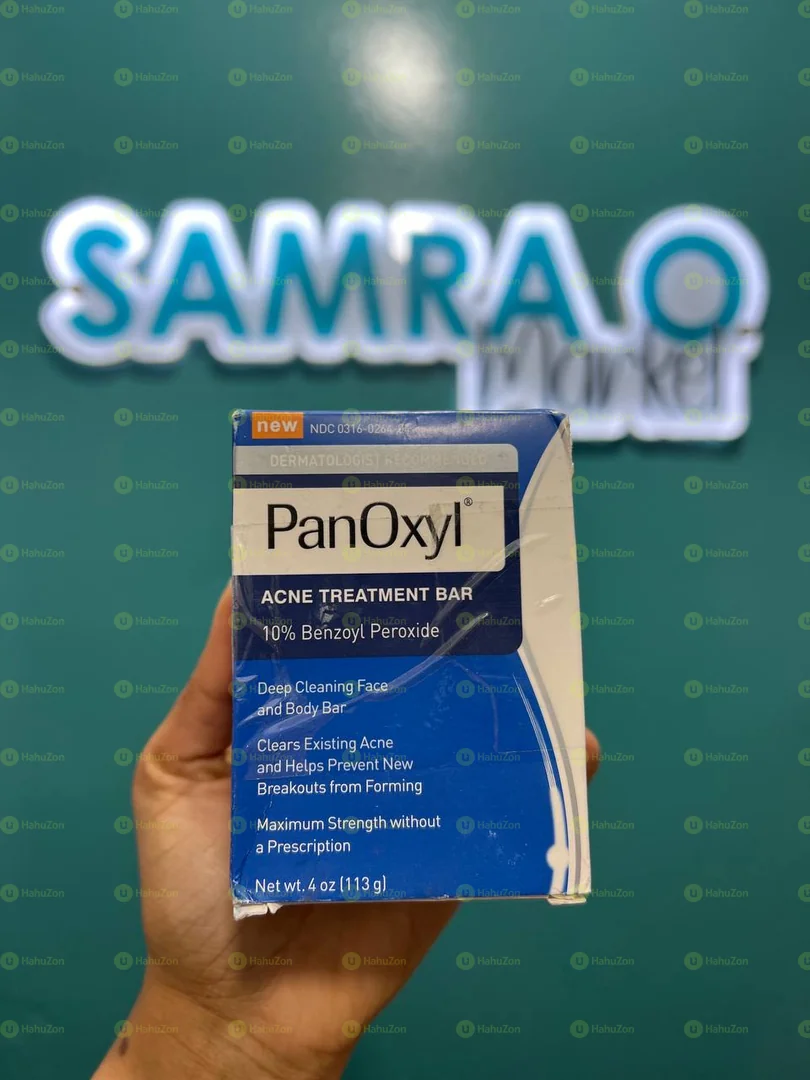 SAMRA O
Market
new NDC 0316-0264
DERMATOLOGIST RECOMMENDED
PanOxyl®
ACNE TREATMENT BAR
10% Benzoyl Peroxide
Deep Cleaning Face
and Body Bar
Clears Existing Acne
and Helps Prevent New
Breakouts from Forming
Maximum Strength without
a Prescription
Net wt. 4 oz (113 g)
HahuZon